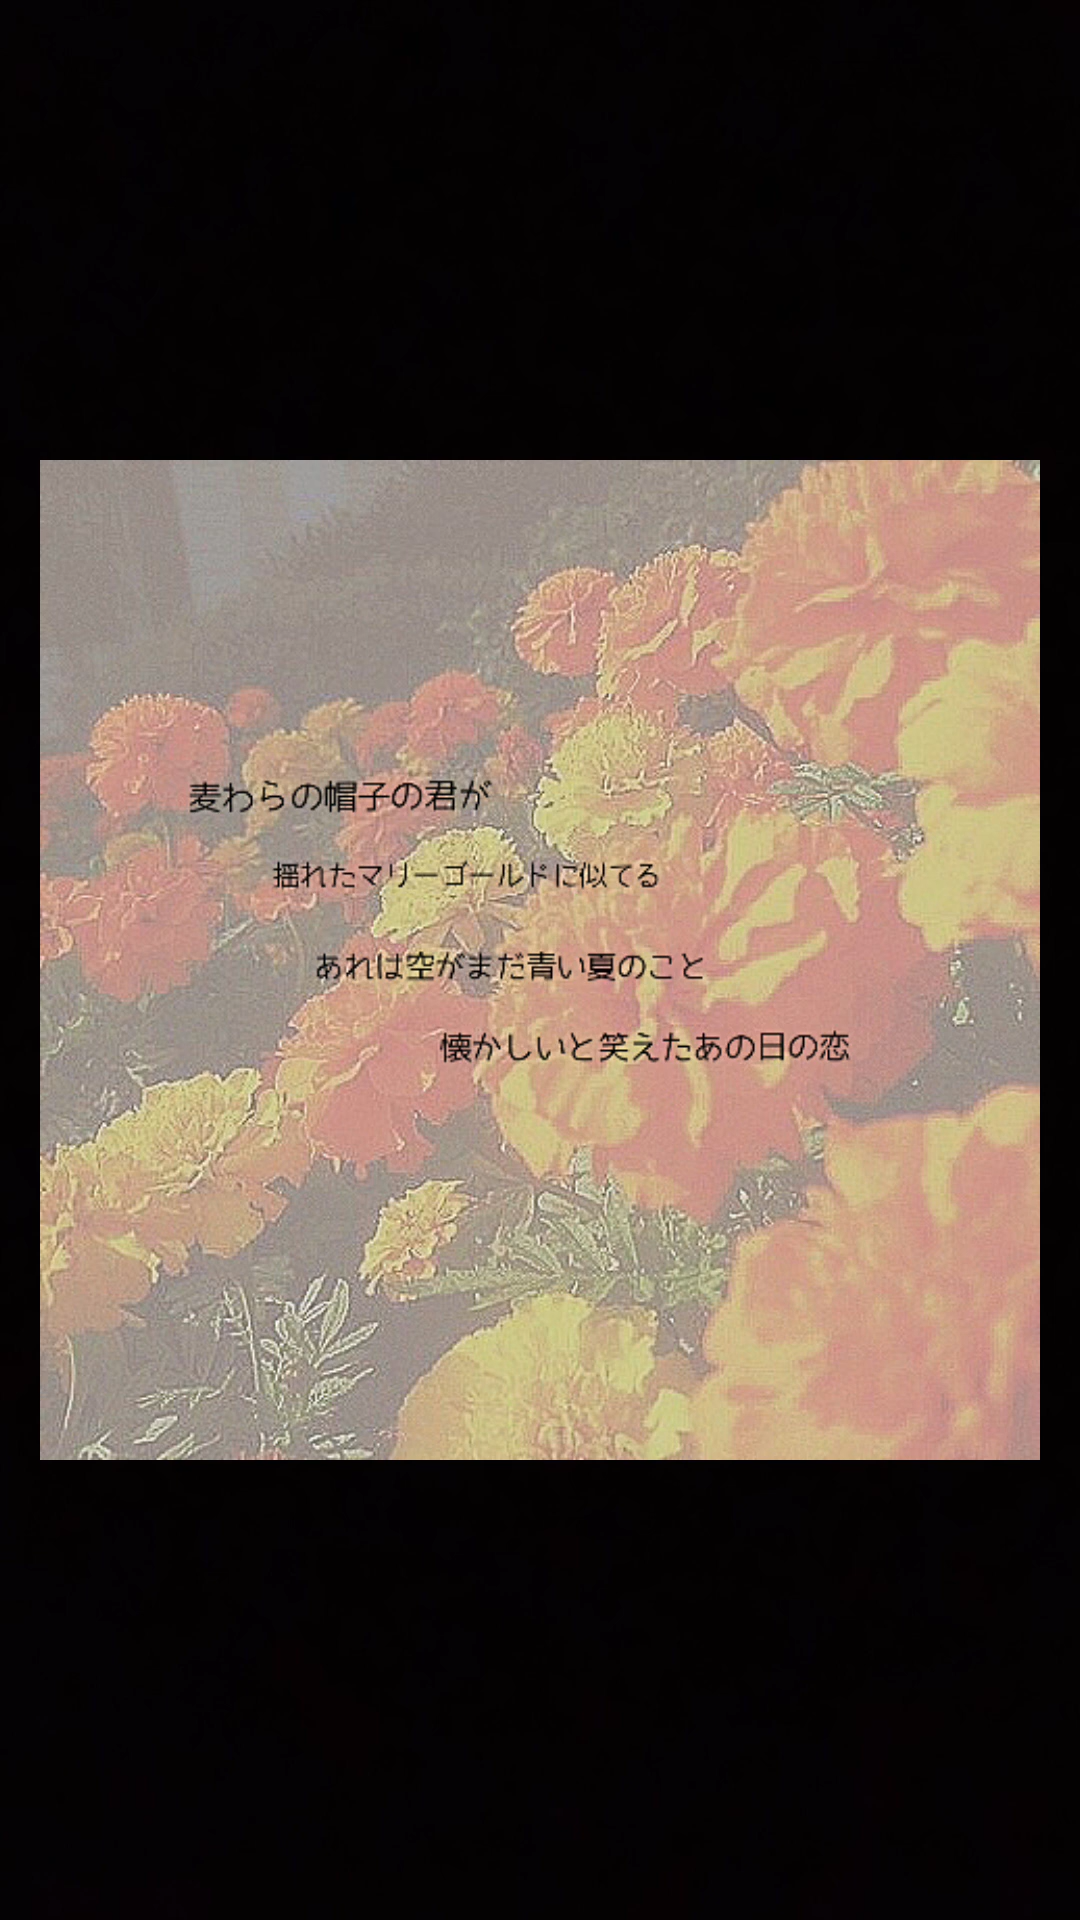 麦わらの帽子の君が
揺れたマリーゴールドに似てる
あれは空がまだ青い夏のこと
懐かしいと笑えたあの日の恋